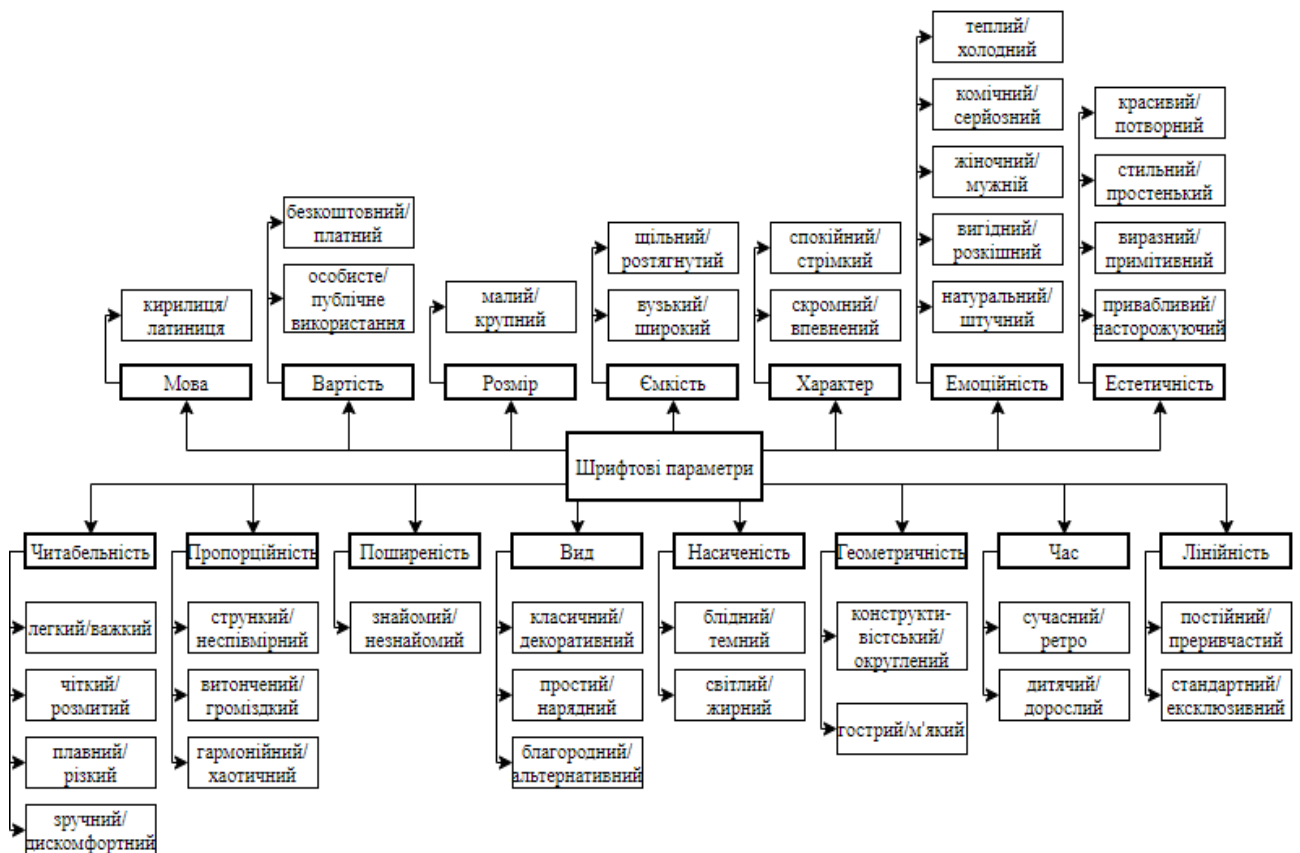 теплий/
холодний
комічний/
серйозний
жіночний/
мужній
вигідний/
розкішний
натуральний/
штучний
Емоційність
красивий/
потворний
стильний/
простенький
виразний/
примітивний
привабливий/
насторожуючий
Естетичність
кирилиця/
латиниця
Мова
безкоштовний/
платний
особисте/
публічне
використання
Вартість
малий/
крупний
Розмір
щільний/
розтягнутий
вузький/
широкий
Ємкість
спокійний/
стрімкий
скромний/
впевнений
Характер
Шрифтові параметри
Читабельність
легкий/важкий
чіткий/
розмитий
плавний/
різкий
зручний/
дискомфортний
Пропорційність
стрункий/
неспівмірний
витончений/
громіздкий
гармонійний/
хаотичний
Поширеність
знайомий/
незнайомий
Вид
класичний/
декоративний
простий/
нарядний
благородний/
альтернативний
Насиченість
блідний/
темний
світлий/
жирний
Геометричність
конструкти-
вістський/
округлений
гострий/м'який
Час
сучасний/
ретро
дитячий/
дорослий
Лінійність
постійний/
преривчастий
стандартний/
ексклюзивний